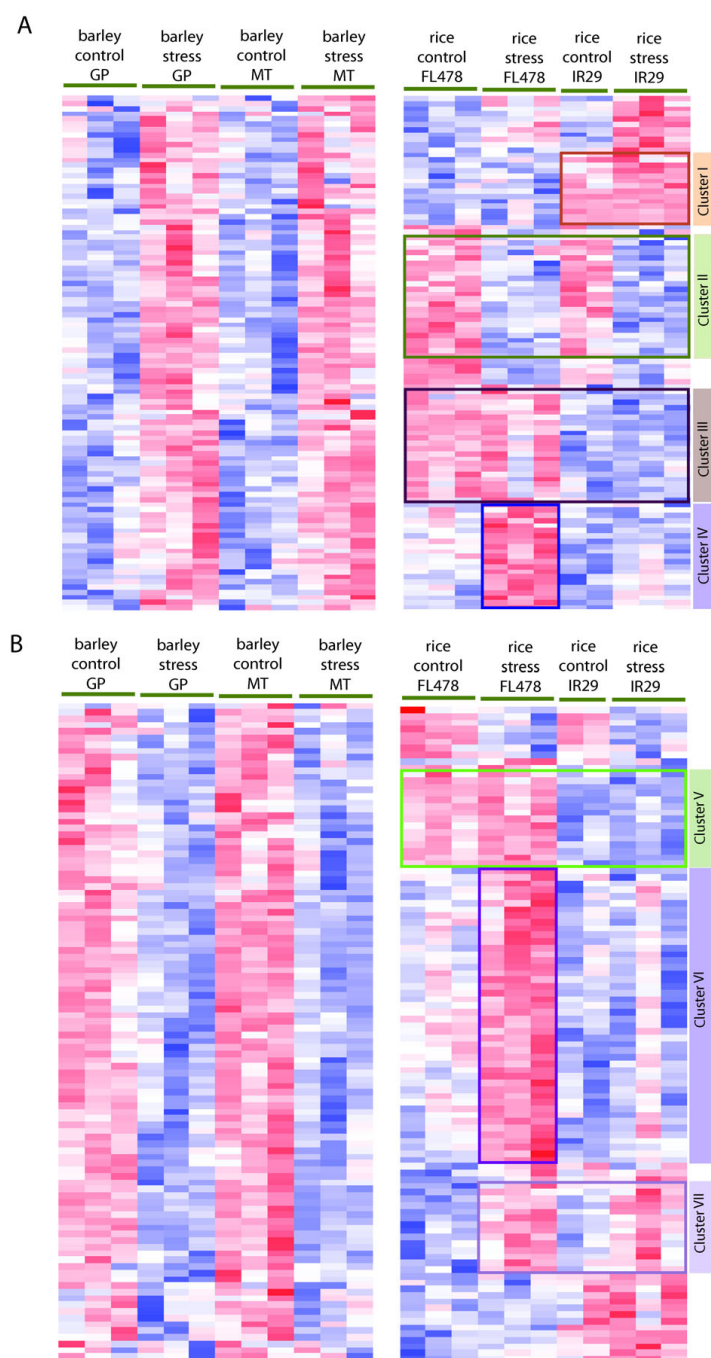 A
barley
control
GP
barley
stress
GP
barley
control
MT
barley
stress
MT
rice
control
FL478
rice
stress
FL478
rice
control
IR29
rice
stress
IR29
Cluster I
Cluster II
Cluster III
Cluster IV
B
barley
control
GP
barley
stress
GP
barley
control
MT
barley
stress
MT
rice
control
FL478
rice
stress
FL478
rice
control
IR29
rice
stress
IR29
Cluster V
Cluster VI
Cluster VII